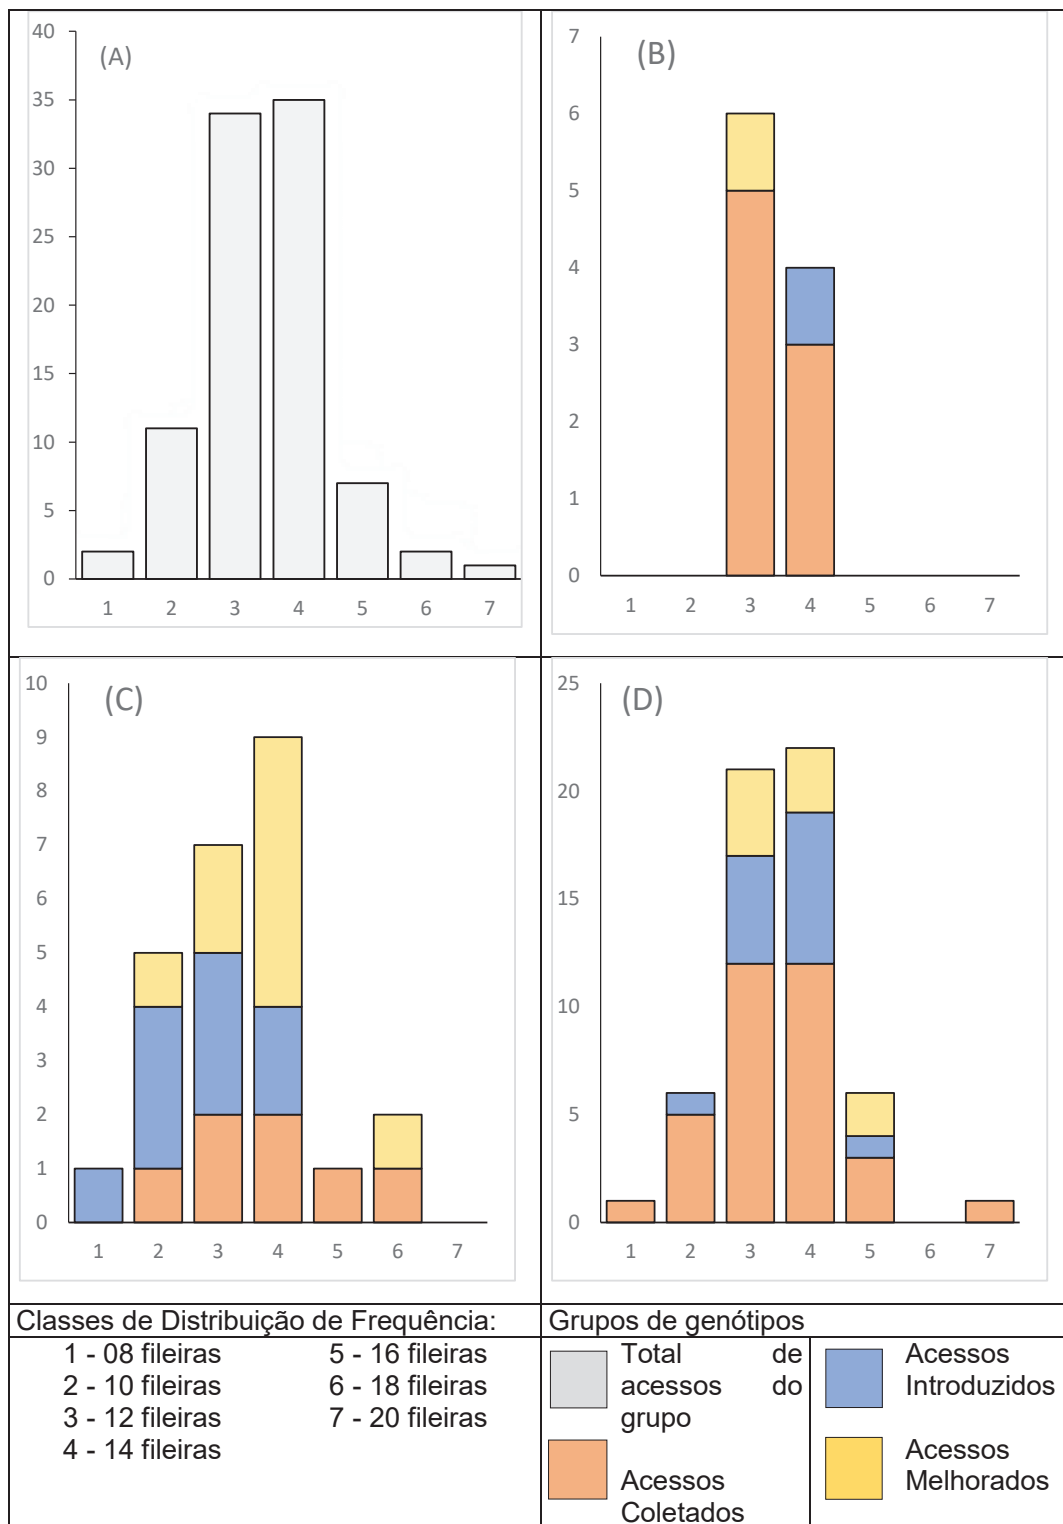 (A)
40
35
30
25
20
15
10
5
0
1 2 3 4 5 6 7
(B)
7
6
5
4
3
2
1
0
1 2 3 4 5 6 7
(C)
10
9
8
7
6
5
4
3
2
1
0
1 2 3 4 5 6 7
(D)
25
20
15
10
5
0
1 2 3 4 5 6 7
Classes de Distribuição de Frequência:
1 - 08 fileiras
2 - 10 fileiras
3 - 12 fileiras
4 - 14 fileiras
5 - 16 fileiras
6 - 18 fileiras
7 - 20 fileiras
Grupos de genótipos
Total de
acessos do
grupo
Acessos
Coletados
Acessos
Introduzidos
Acessos
Melhorados